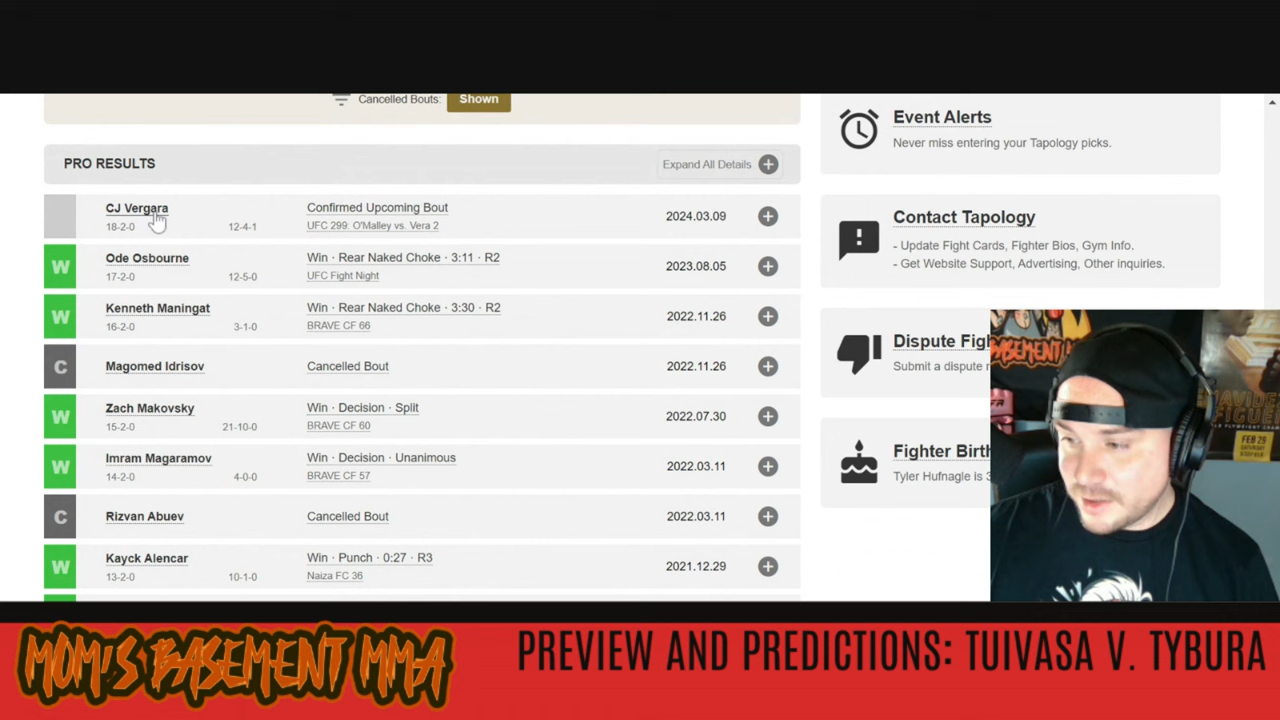 Cancelled Bouts: Shown
PRO RESULTS
Expand All Details
CJ Vergara
Confirmed Upcoming Bout
2024.03.09
18-2-0
12-4-1
UFC 299: O'Malley vs. Vera 2
W
Ode Osbourne
Win · Rear Naked Choke · 3:11 · R2
2023.08.05
17-2-0
12-5-0
UFC Fight Night
W
Kenneth Maningat
Win · Rear Naked Choke · 3:30 · R2
2022.11.26
16-2-0
3-1-0
BRAVE CF 66
C
Magomed Idrisov
Cancelled Bout
2022.11.26
W
Zach Makovsky
Win · Decision · Split
2022.07.30
15-2-0
21-10-0
BRAVE CF 60
W
Imram Magaramov
Win · Decision · Unanimous
2022.03.11
14-2-0
4-0-0
BRAVE CF 57
C
Rizvan Abuev
Cancelled Bout
2022.03.11
W
Kayck Alencar
Win · Punch · 0:27 · R3
2021.12.29
13-2-0
10-1-0
Naiza FC 36
Event Alerts
Never miss entering your Tapology picks.
Contact Tapology
- Update Fight Cards, Fighter Bios, Gym Info.
- Get Website Support, Advertising, Other inquiries.
Dispute
Submit a dispute
Fighter
Tyler Hufnagle is
FEB 29
SATURDAY
MOM'S BASEMENT MMA
PREVIEW AND PREDICTIONS: TUIVASA V. TYBURA